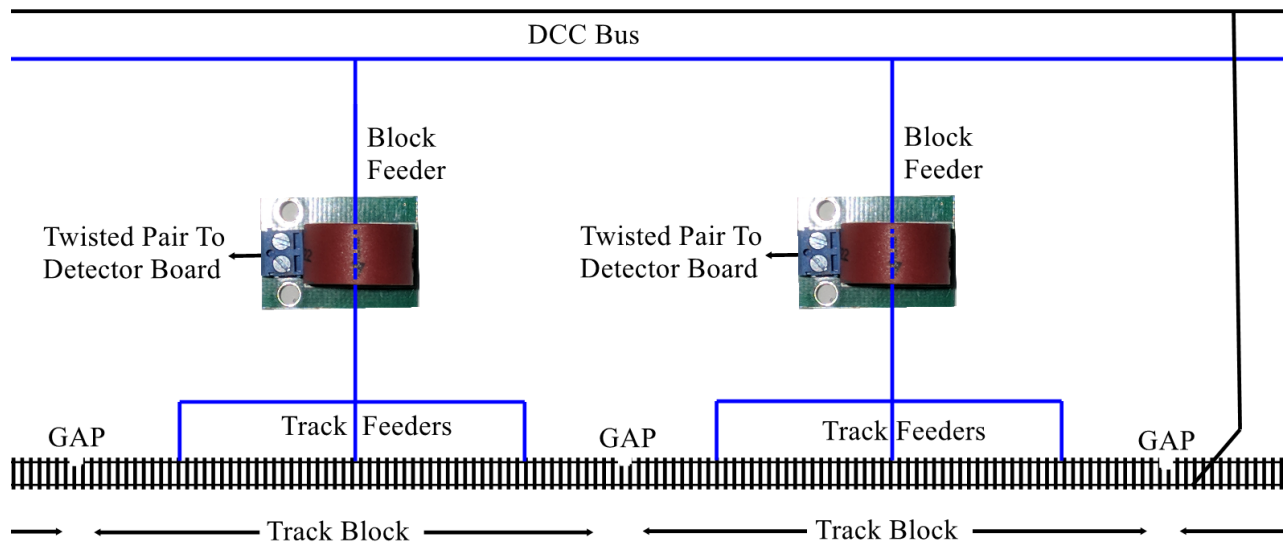 DCC Bus
Block
Feeder
Block
Feeder
Twisted Pair To
Detector Board
Twisted Pair To
Detector Board
GAP
Track Feeders
GAP
Track Feeders
GAP
Track Block
Track Block